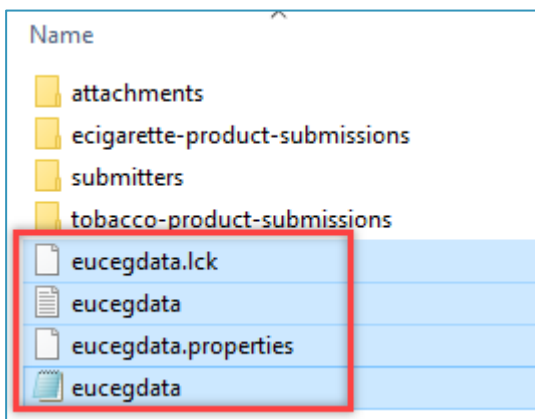 Name
attachments
ecigarette-product-submissions
submitters
tobacco-product-submissions
eucegdata.lck
eucegdata
eucegdata.properties
eucegdata